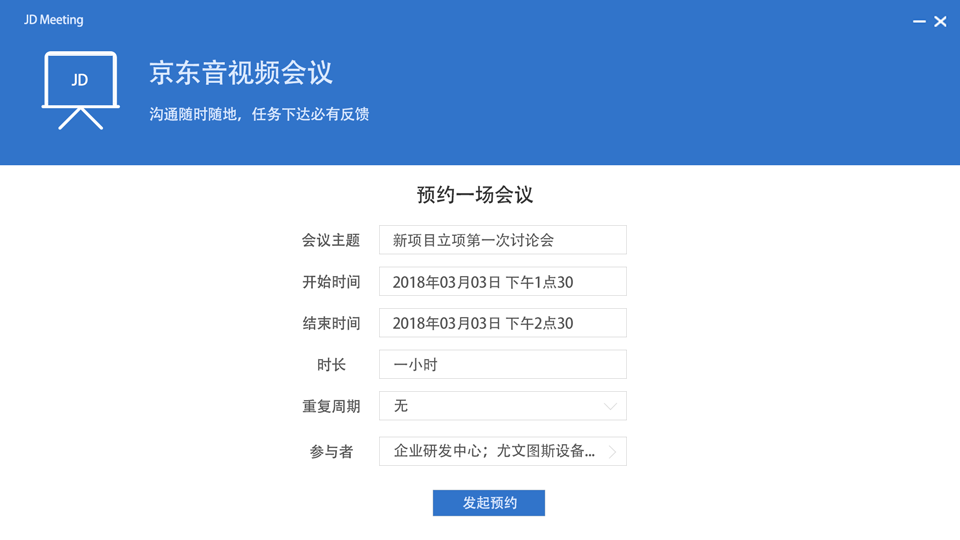 JD Meeting
JD
京东音视频会议
沟通随时随地，任务下达必有反馈
预约一场会议
会议主题 新项目立项第一次讨论会
开始时间 2018年03月03日 下午1点30
结束时间 2018年03月03日 下午2点30
时长 一小时
重复周期 无
参与者 企业研发中心；尤文图斯设备...
发起预约